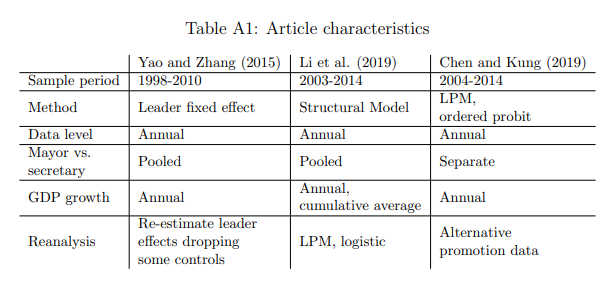 Table A1: Article characteristics
Yao and Zhang (2015) Li et al. (2019) Chen and Kung (2019)
Sample period 1998-2010 2003-2014 2004-2014
Method Leader fixed effect Structural Model LPM,
ordered probit
Data level Annual Annual Annual
Mayor vs.
secretary Pooled Pooled Separate
GDP growth Annual Annual,
cumulative average Annual
Reanalysis Re-estimate leader
effects dropping
some controls LPM, logistic Alternative
promotion data